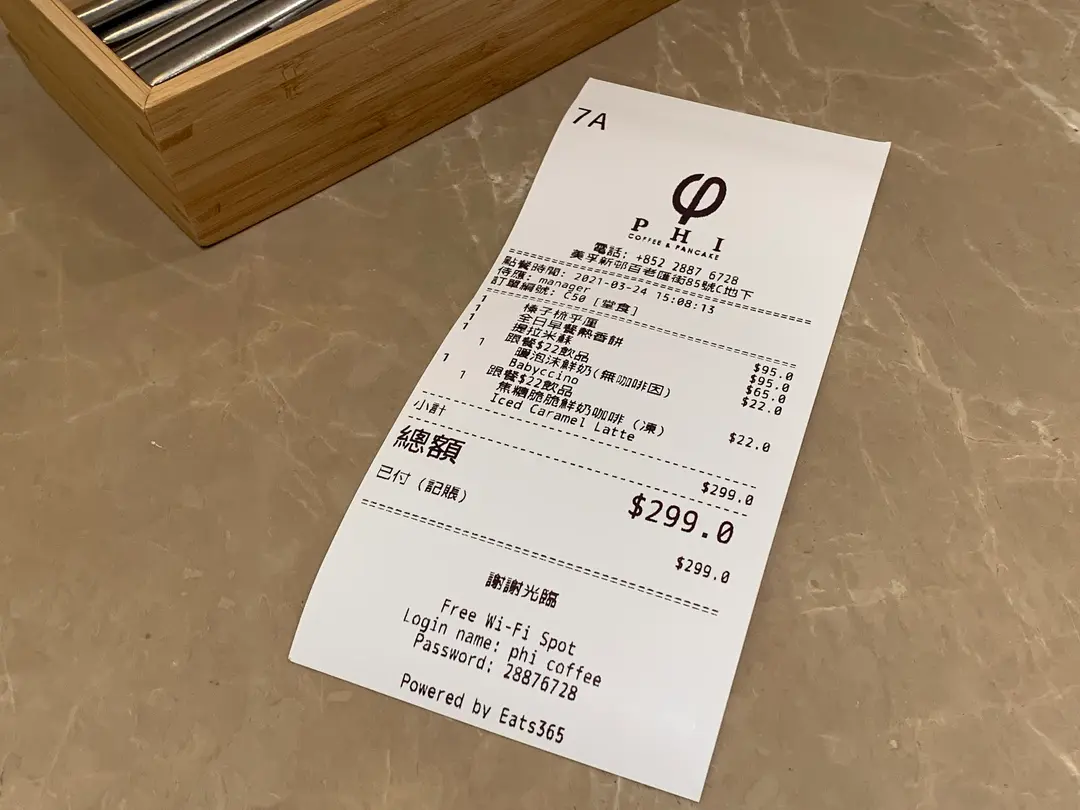 7A
φ
P H I
COFFEE & PANCAKE
電話: +852 2887 6728
美孚新邨百老匯街85號C地下
點餐時間: 2021-03-24 15:08:13
侍應: manager
訂單編號: C50 [堂食]
1 榛子梳乎厘 $95.0
1 全日早餐熱香餅 $95.0
1 提拉米蘇 $65.0
1 跟餐$22飲品 $22.0
1 暖泡沫鮮奶(無咖啡因)
Babyccino
1 跟餐$22飲品 $22.0
1 焦糖脆脆鮮奶咖啡 (凍)
Iced Caramel Latte
小計 $299.0
總額 $299.0
已付 (記賬) $299.0
謝謝光臨
Free Wi-Fi Spot
Login name: phi coffee
Password: 28876728
Powered by Eats365